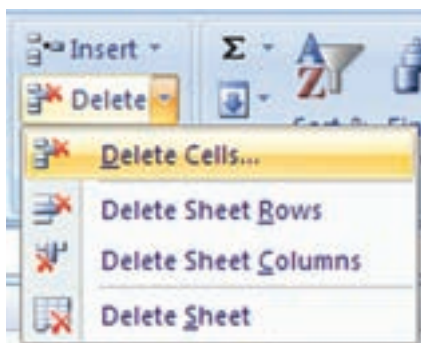 Insert
Σ
A
Z
Delete
Delete Cells...
Delete Sheet Rows
Delete Sheet Columns
Delete Sheet